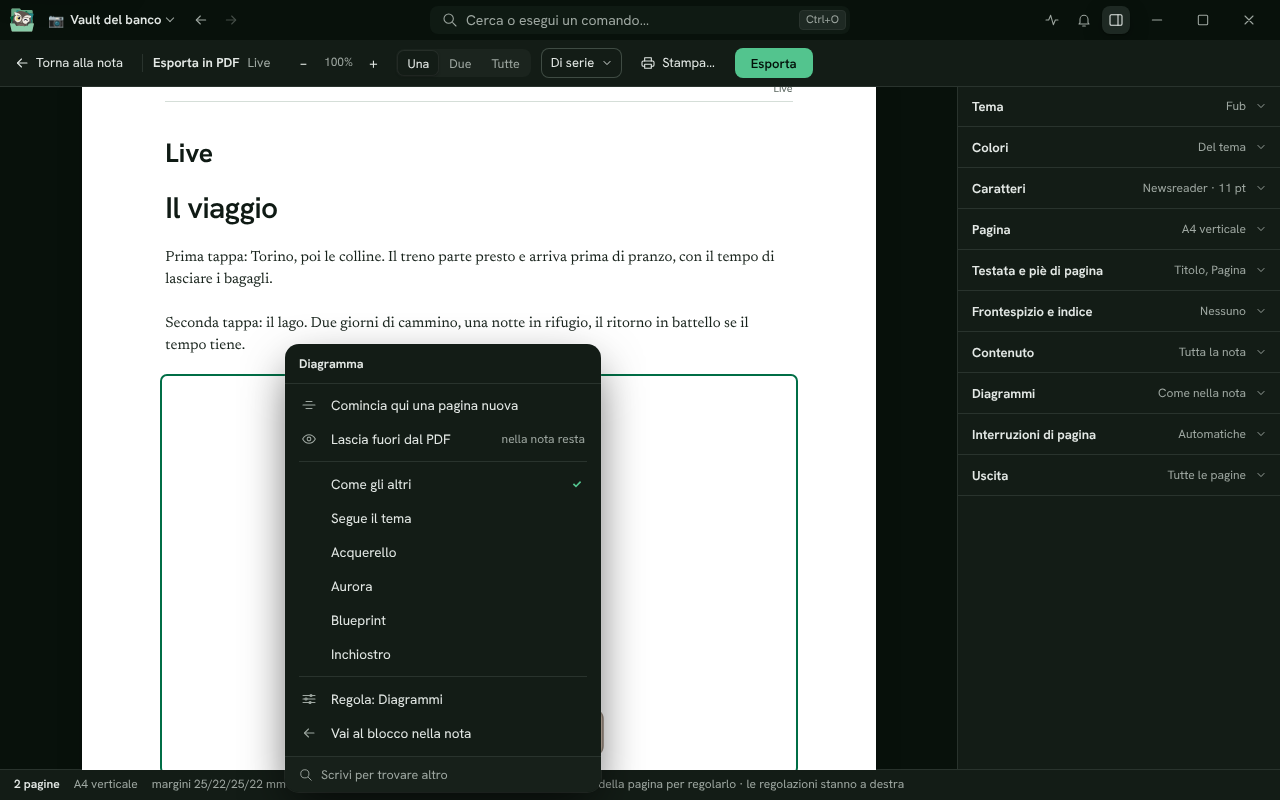 Vault del banco
Cerca o esegui un comando...
Ctrl+O
Torna alla nota
Esporta in PDF Live
− 100% +
Una Due Tutte
Di serie
Stampa...
Esporta
Live
Live
Il viaggio
Prima tappa: Torino, poi le colline. Il treno parte presto e arriva prima di pranzo, con il tempo di
lasciare i bagagli.
Seconda tappa: il lago. Due giorni di cammino, una notte in rifugio, il ritorno in battello se il
tempo tiene.
Diagramma
Comincia qui una pagina nuova
Lascia fuori dal PDF nella nota resta
Come gli altri
Segue il tema
Acquerello
Aurora
Blueprint
Inchiostro
Regola: Diagrammi
Vai al blocco nella nota
Scrivi per trovare altro
Tema Fub
Colori Del tema
Caratteri Newsreader · 11 pt
Pagina A4 verticale
Testata e piè di pagina Titolo, Pagina
Frontespizio e indice Nessuno
Contenuto Tutta la nota
Diagrammi Come nella nota
Interruzioni di pagina Automatiche
Uscita Tutte le pagine
2 pagine A4 verticale margini 25/22/25/22 mm della pagina per regolarlo · le regolazioni stanno a destra